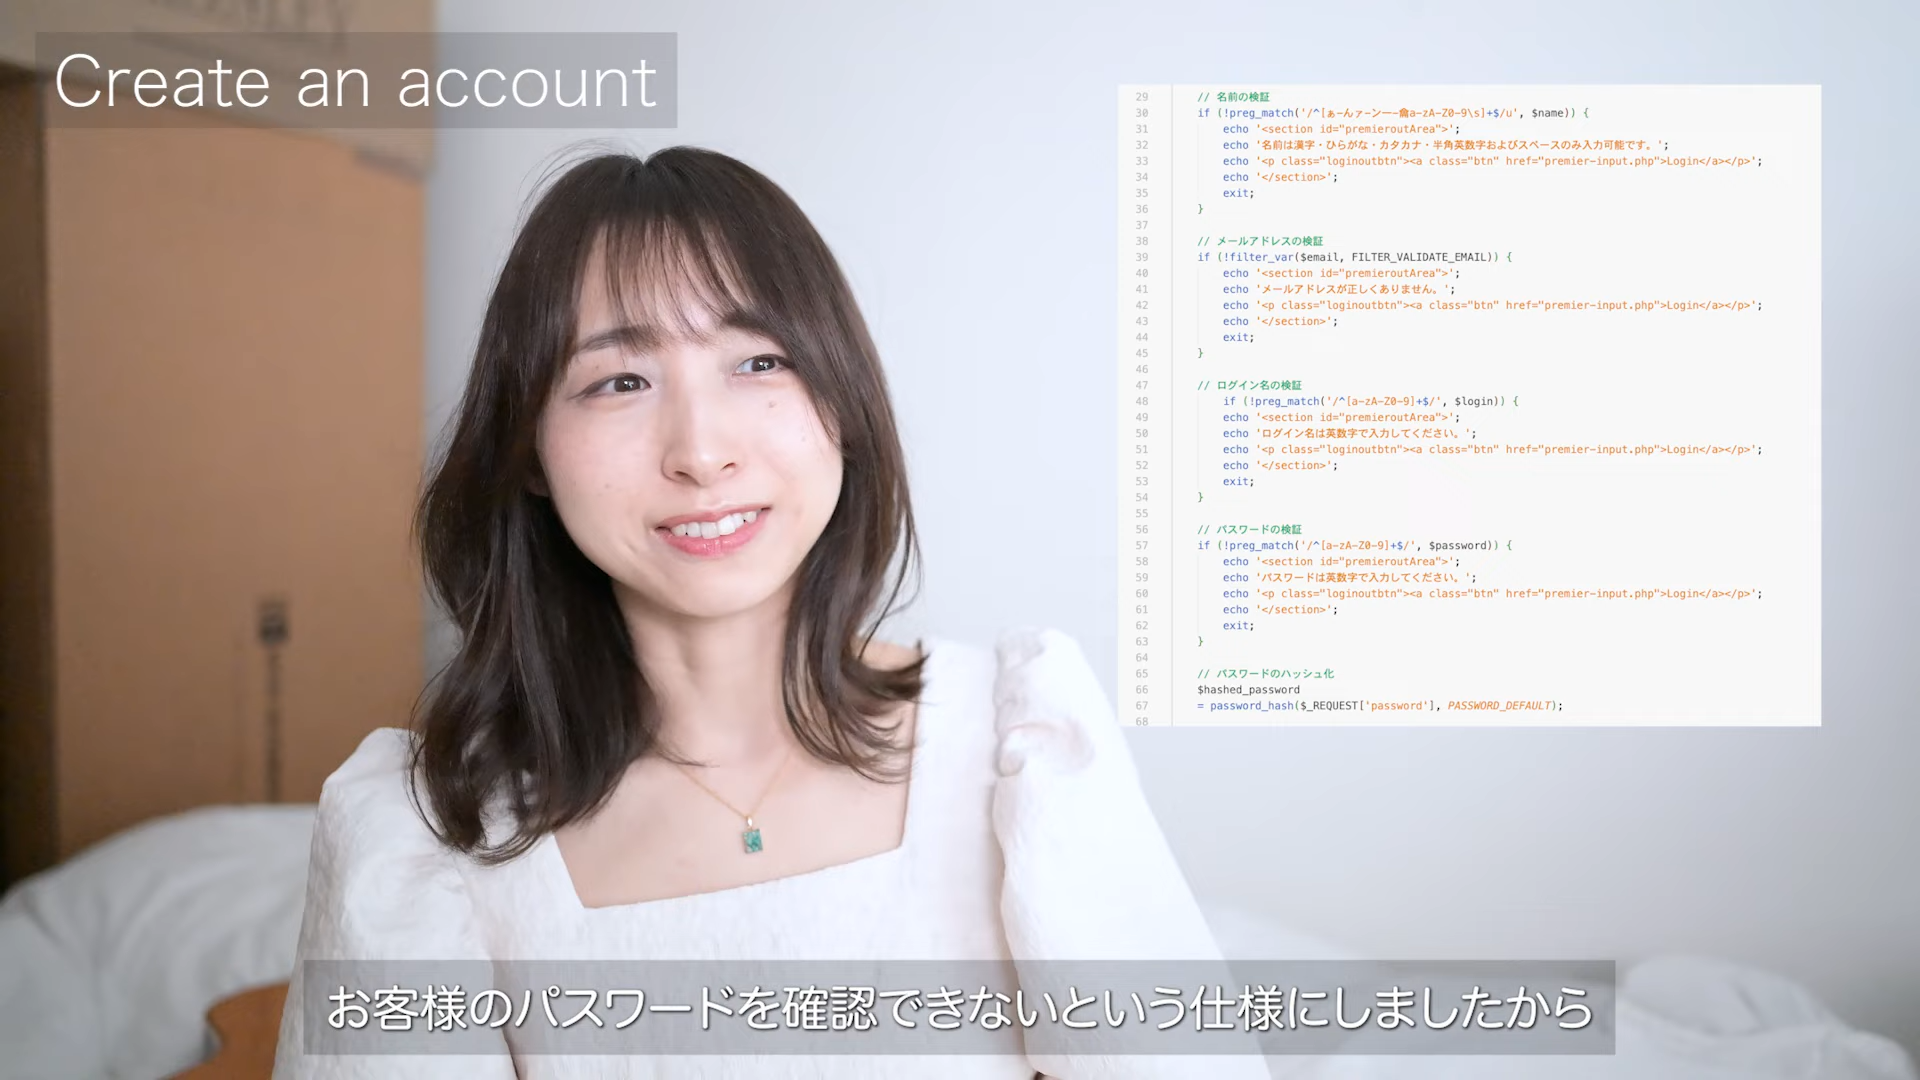 Create an account
29 // 名前の検証
30 if (!preg_match('/^[ぁ-んァ-ンー一-龠a-zA-Z0-9\s]+$/u', $name)) {
31 echo '<section id="premieroutArea">';
32 echo '名前は漢字・ひらがな・カタカナ・半角英数字およびスペースのみ入力可能です。';
33 echo '<p class="loginoutbtn"><a class="btn" href="premier-input.php">Login</a></p>';
34 echo '</section>';
35 exit;
36 }
37
38 // メールアドレスの検証
39 if (!filter_var($email, FILTER_VALIDATE_EMAIL)) {
40 echo '<section id="premieroutArea">';
41 echo 'メールアドレスが正しくありません。';
42 echo '<p class="loginoutbtn"><a class="btn" href="premier-input.php">Login</a></p>';
43 echo '</section>';
44 exit;
45 }
46
47 // ログイン名の検証
48 if (!preg_match('/^[a-zA-Z0-9]+$/', $login)) {
49 echo '<section id="premieroutArea">';
50 echo 'ログイン名は英数字で入力してください。';
51 echo '<p class="loginoutbtn"><a class="btn" href="premier-input.php">Login</a></p>';
52 echo '</section>';
53 exit;
54 }
55
56 // パスワードの検証
57 if (!preg_match('/^[a-zA-Z0-9]+$/', $password)) {
58 echo '<section id="premieroutArea">';
59 echo 'パスワードは英数字で入力してください。';
60 echo '<p class="loginoutbtn"><a class="btn" href="premier-input.php">Login</a></p>';
61 echo '</section>';
62 exit;
63 }
64
65 // パスワードのハッシュ化
66 $hashed_password
67 = password_hash($_REQUEST['password'], PASSWORD_DEFAULT);
68
お客様のパスワードを確認できないという仕様にしましたから